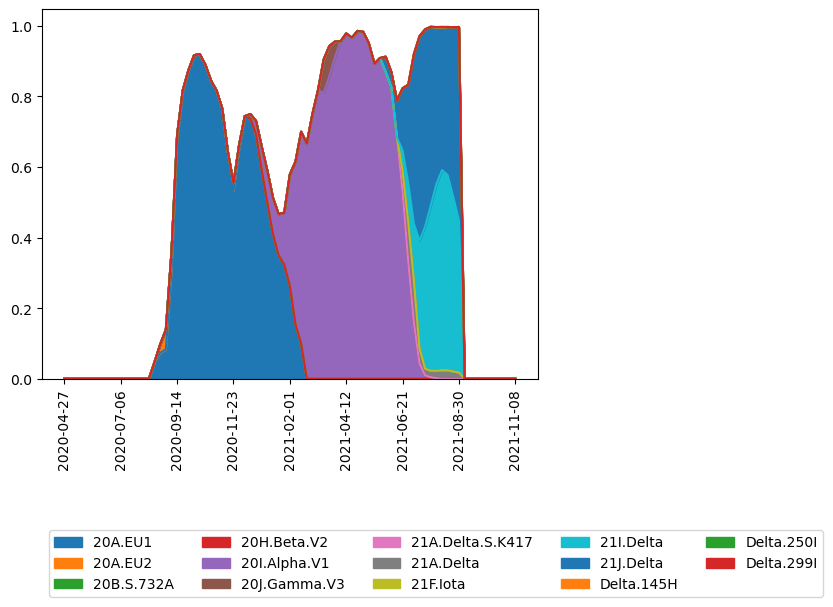 1.0
0.8
0.6
0.4
0.2
0.0
2020-04-27
2020-07-06
2020-09-14
2020-11-23
2021-02-01
2021-04-12
2021-06-21
2021-08-30
2021-11-08
20A.EU1
20A.EU2
20B.S.732A
20H.Beta.V2
20I.Alpha.V1
20J.Gamma.V3
21A.Delta.S.K417
21A.Delta
21F.Iota
21I.Delta
21J.Delta
Delta.145H
Delta.250I
Delta.299I